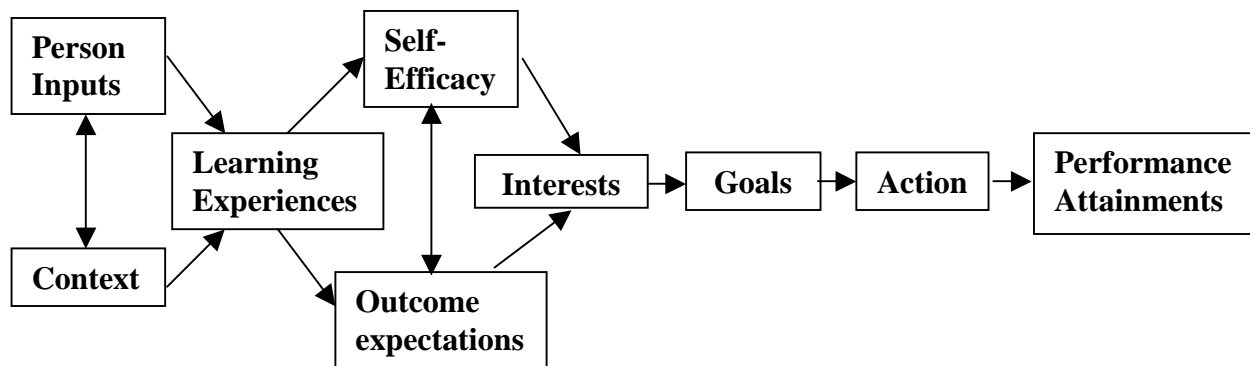 Person
Inputs
Context
Learning
Experiences
Self-
Efficacy
Outcome
expectations
Interests
Goals
Action
Performance
Attainments